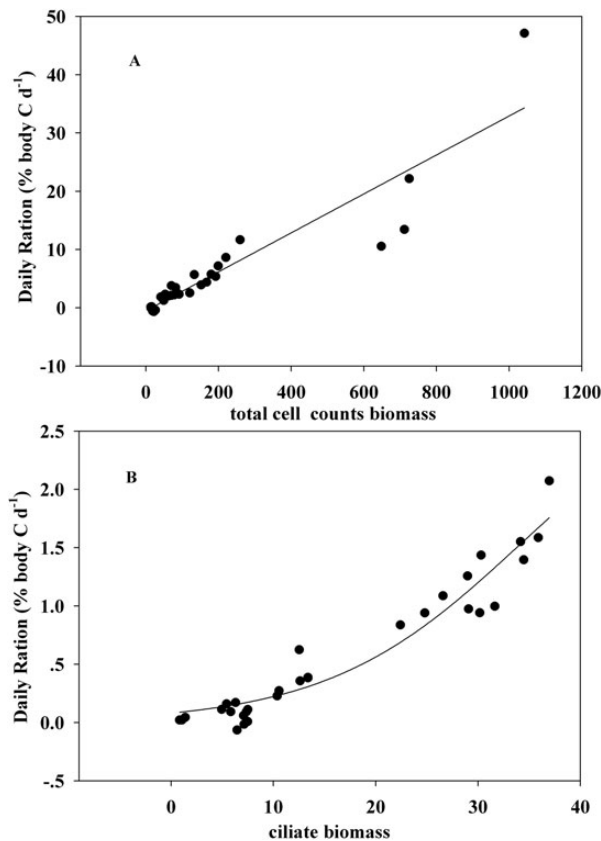 50
A
40
30
20
10
0
-10
Daily Ration (% body C d-1)
0 200 400 600 800 1000 1200
total cell counts biomass
2.5
B
2.0
1.5
1.0
.5
0.0
-.5
Daily Ration (% body C d-1)
0 10 20 30 40
ciliate biomass